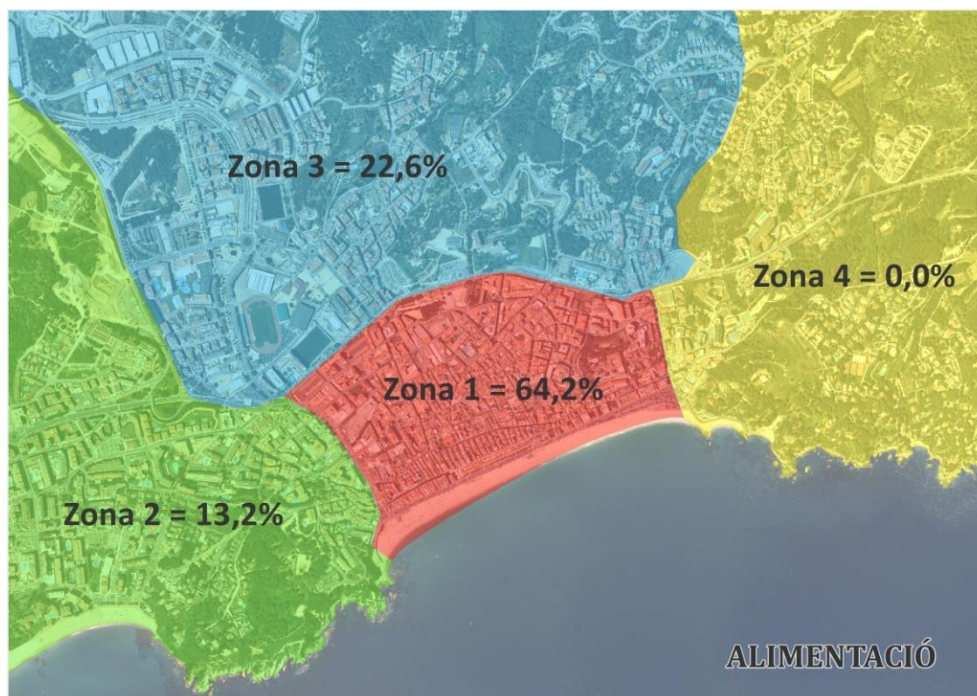 Zona 3 = 22,6%
Zona 4 = 0,0%
Zona 1 = 64,2%
Zona 2 = 13,2%
ALIMENTACIÓ